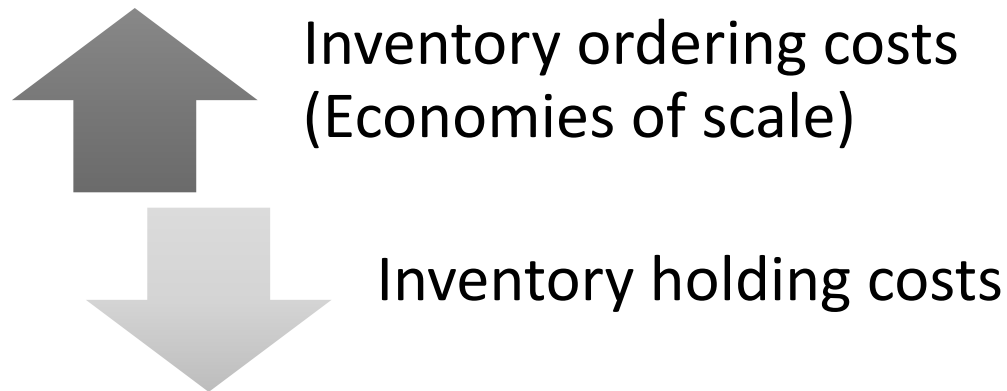 Inventory ordering costs
(Economies of scale)
Inventory holding costs